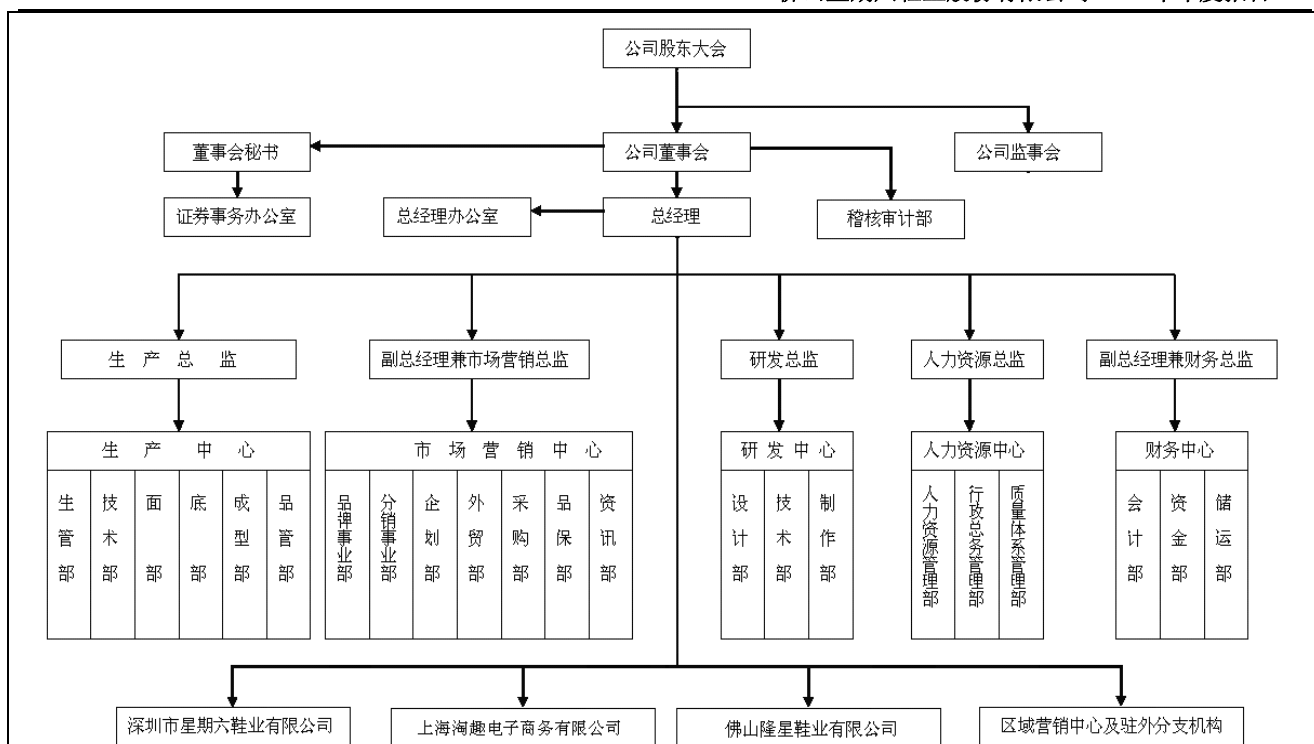 公司股东大会
董事会秘书
公司董事会
公司监事会
证券事务办公室
总经理办公室
总经理
稽核审计部
生产总监
副总经理兼市场营销总监
研发总监
人力资源总监
副总经理兼财务总监
生产中心
市场营销中心
研发中心
人力资源中心
财务中心
生管部
技术部
面部
底部
成型部
品管部
品牌事业部
分销事业部
企划部
外贸部
采购部
品保部
资讯部
设计部
技术部
制作部
人力资源管理部
行政总务管理部
质量体系管理部
会计部
资金部
储运部
深圳市星期六鞋业有限公司
上海淘趣电子商务有限公司
佛山隆星鞋业有限公司
区域营销中心及驻外分支机构